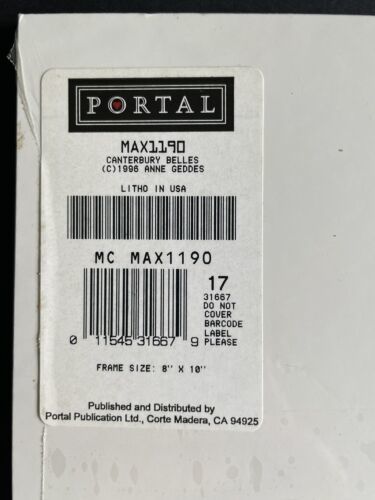 PORTAL
MAX1190
CANTERBURY BELLES
(C)1996 ANNE GEDDES
LITHO IN USA
MC MAX1190
17
31667
DO NOT
COVER
BARCODE
LABEL
PLEASE
0 11545 31667 9
FRAME SIZE: 8" X 10"
Published and Distributed by
Portal Publication Ltd., Corte Madera, CA 94925